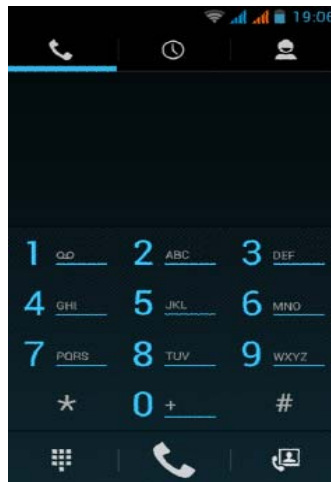 19:06
1 2 ABC 3 DEF
4 GHI 5 JKL 6 MNO
7 PQRS 8 TUV 9 WXYZ
* 0 + #